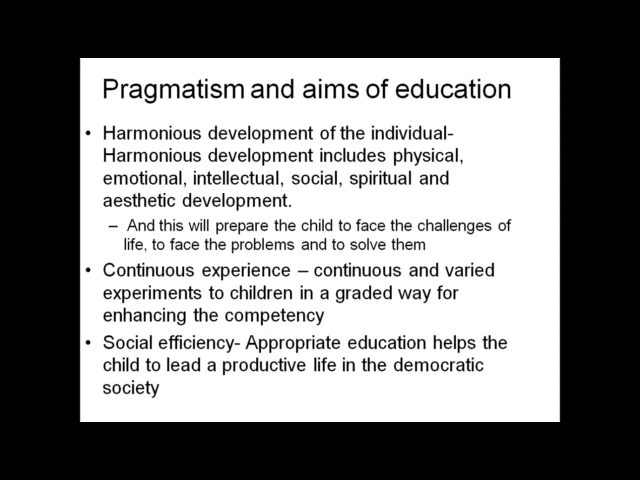 Pragmatism and aims of education
• Harmonious development of the individual-
Harmonious development includes physical,
emotional, intellectual, social, spiritual and
aesthetic development.
– And this will prepare the child to face the challenges of
life, to face the problems and to solve them
• Continuous experience – continuous and varied
experiments to children in a graded way for
enhancing the competency
• Social efficiency- Appropriate education helps the
child to lead a productive life in the democratic
society